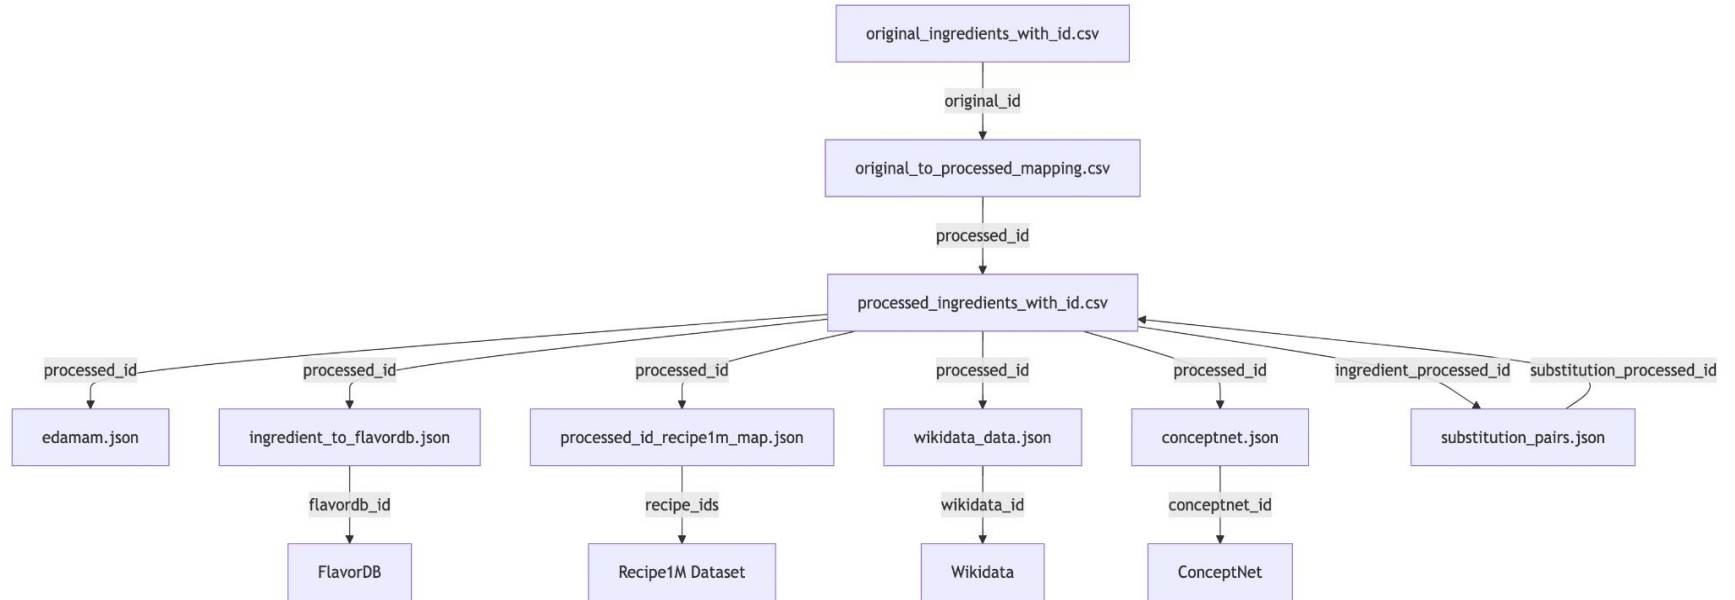 original_ingredients_with_id.csv
original_id
original_to_processed_mapping.csv
processed_id
processed_ingredients_with_id.csv
processed_id
processed_id
processed_id
processed_id
processed_id
ingredient_processed_id
substitution_processed_id
edamam.json
ingredient_to_flavordb.json
processed_id_recipe1m_map.json
wikidata_data.json
conceptnet.json
substitution_pairs.json
flavordb_id
recipe_ids
wikidata_id
conceptnet_id
FlavorDB
Recipe1M Dataset
Wikidata
ConceptNet